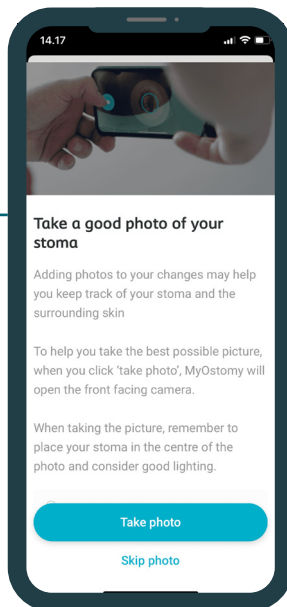 14.17
Take a good photo of your
stoma
Adding photos to your changes may help
you keep track of your stoma and the
surrounding skin
To help you take the best possible picture,
when you click 'take photo', MyOstomy will
open the front facing camera.
When taking the picture, remember to
place your stoma in the centre of the
photo and consider good lighting.
Take photo
Skip photo